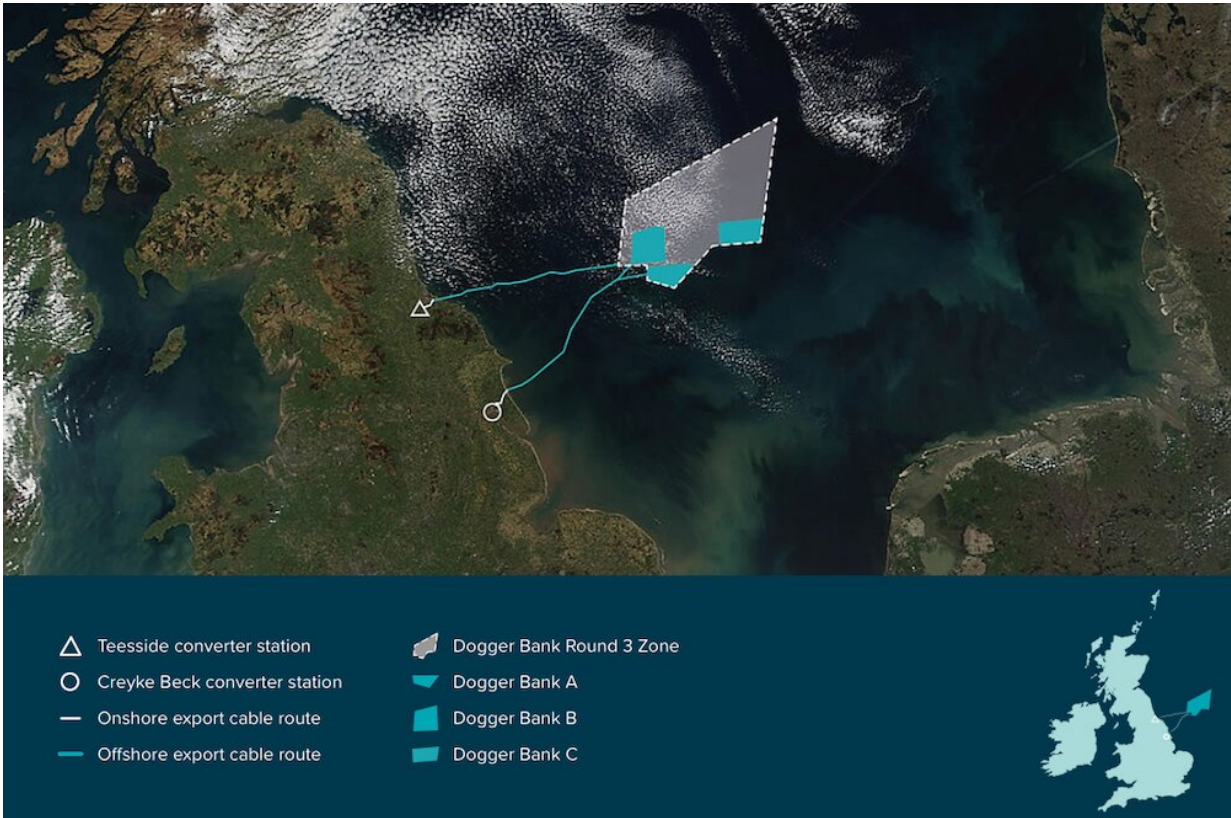 Teesside converter station
Creyke Beck converter station
Onshore export cable route
Offshore export cable route
Dogger Bank Round 3 Zone
Dogger Bank A
Dogger Bank B
Dogger Bank C